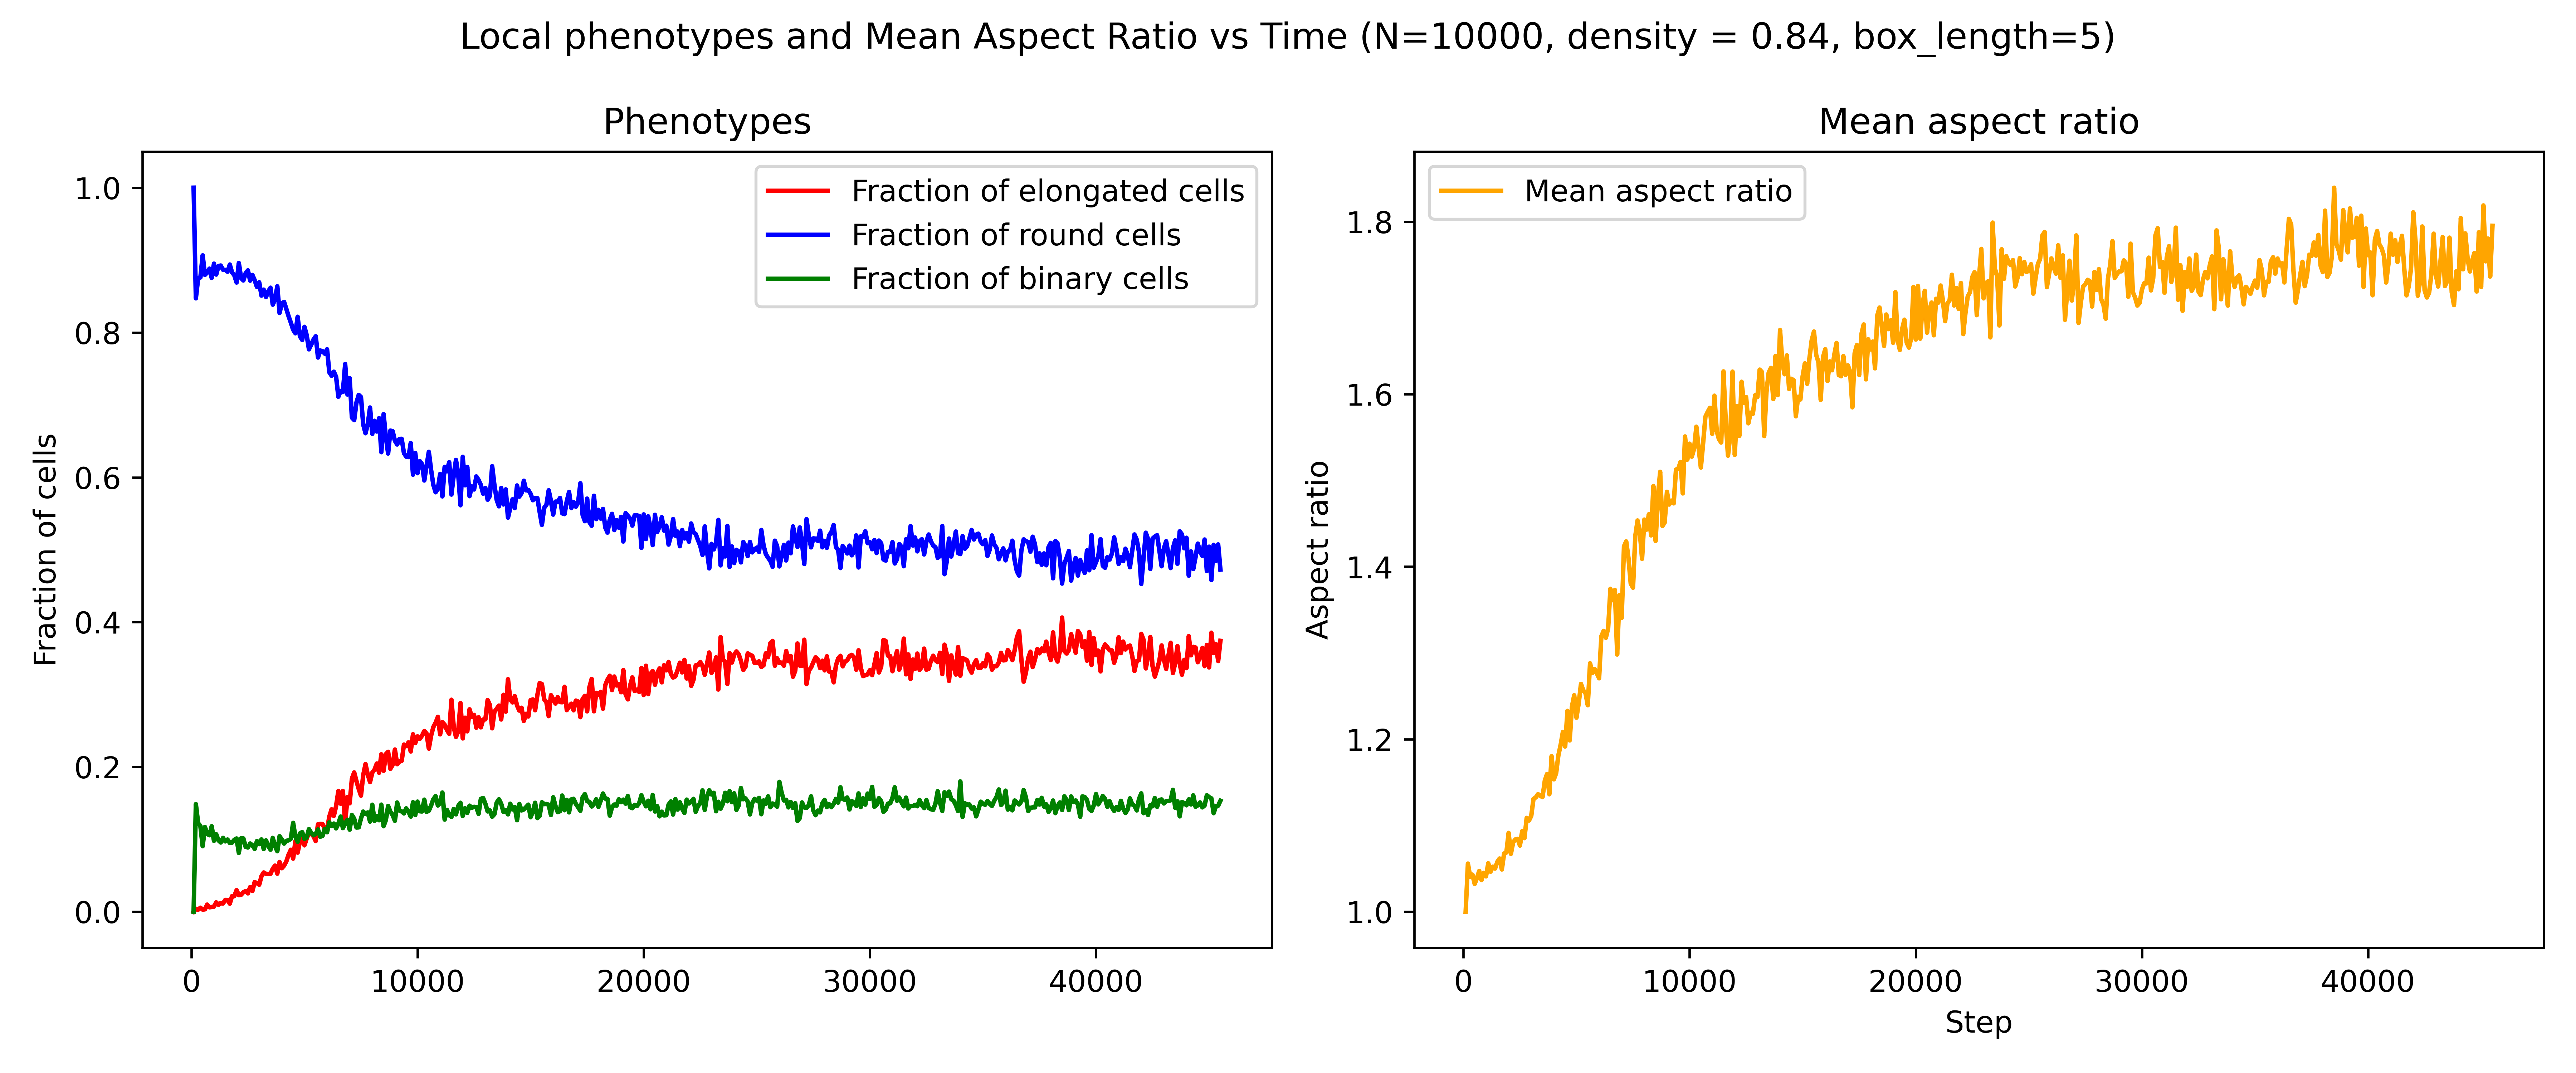 Local phenotypes and Mean Aspect Ratio vs Time (N=10000, density = 0.84, box_length=5)
Phenotypes
Fraction of cells
1.0
0.8
0.6
0.4
0.2
0.0
0
10000
20000
30000
40000
Fraction of elongated cells
Fraction of round cells
Fraction of binary cells
Mean aspect ratio
Aspect ratio
1.8
1.6
1.4
1.2
1.0
0
10000
20000
30000
40000
Step
Mean aspect ratio